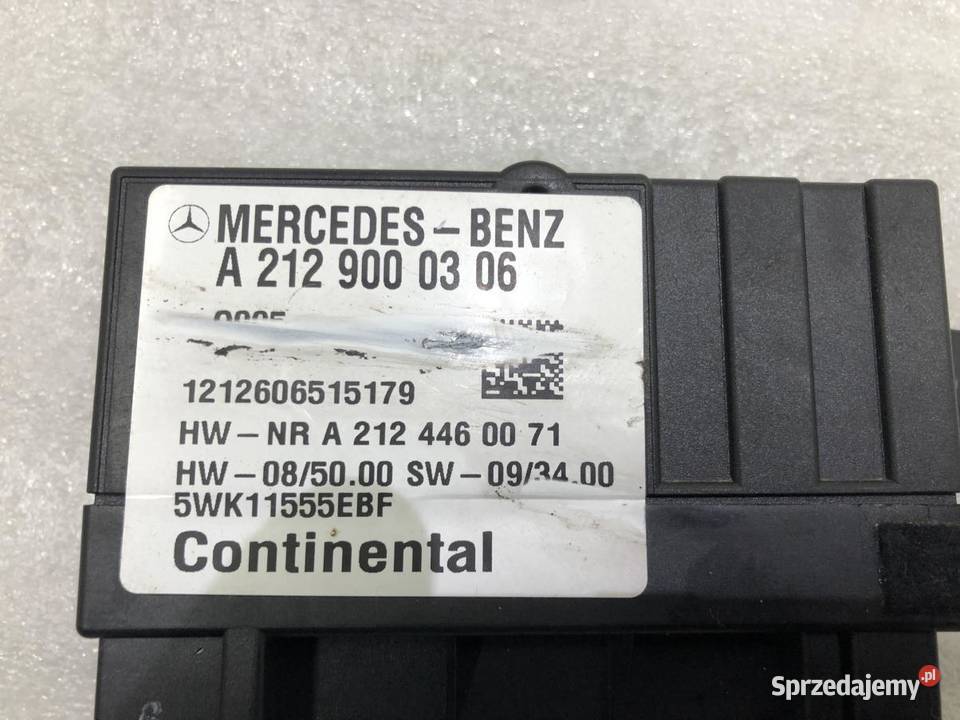 MERCEDES-BENZ
A 212 900 03 06
1212606515179
HW-NR A 212 446 00 71
HW-08/50.00 SW-09/34.00
5WK11555EBF
Continental
Sprzedajemy.pl